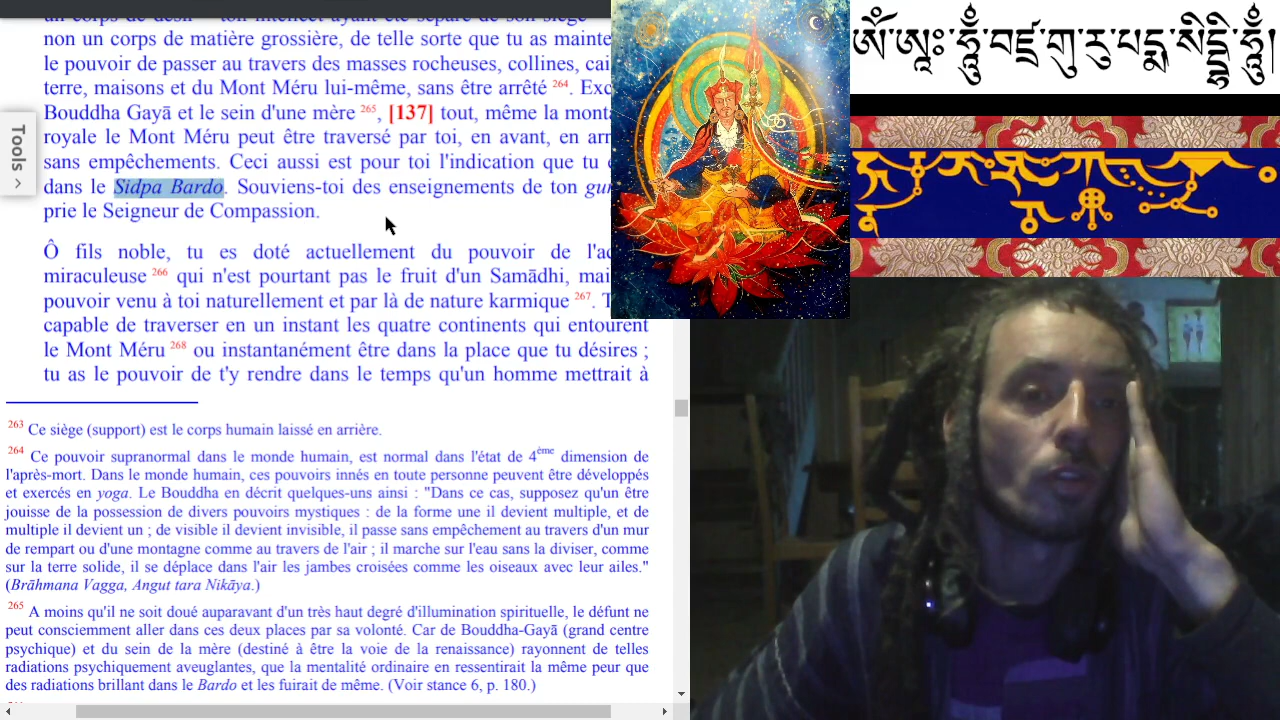 non un corps de matière grossière, de telle sorte que tu as
le pouvoir de passer au travers des masses rocheuses, collines,
terre, maisons et du Mont Méru lui-même, sans être arrêté 264.
Bouddha Gayā et le sein d'une mère 265, [137] tout, même la
royale le Mont Méru peut être traversé par toi, en avant, en
sans empêchements. Ceci aussi est pour toi l'indication que tu
dans le Sidpa Bardo. Souviens-toi des enseignements de ton
prie le Seigneur de Compassion.
Ô fils noble, tu es doté actuellement du pouvoir de
miraculeuse 266 qui n'est pourtant pas le fruit d'un Samādhi,
pouvoir venu à toi naturellement et par là de nature karmique 267.
capable de traverser en un instant les quatre continents qui entourent
le Mont Méru 268 ou instantanément être dans la place que tu désires ;
tu as le pouvoir de t'y rendre dans le temps qu'un homme mettrait à
263 Ce siège (support) est le corps humain laissé en arrière.
264 Ce pouvoir supranormal dans le monde humain, est normal dans l'état de 4ème dimension de
l'après-mort. Dans le monde humain, ces pouvoirs innés en toute personne peuvent être développés
et exercés en yoga. Le Bouddha en décrit quelques-uns ainsi : "Dans ce cas, supposez qu'un être
jouisse de la possession de divers pouvoirs mystiques : de la forme une il devient multiple, et de
multiple il devient un ; de visible il devient invisible, il passe sans empêchement au travers d'un mur
de rempart ou d'une montagne comme au travers de l'air ; il marche sur l'eau sans la diviser, comme
sur la terre solide, il se déplace dans l'air les jambes croisées comme les oiseaux avec leur ailes."
(Brāhmana Vagga, Angut tara Nikāya.)
265 A moins qu'il ne soit doué auparavant d'un très haut degré d'illumination spirituelle, le défunt ne
peut consciemment aller dans ces deux places par sa volonté. Car de Bouddha-Gayā (grand centre
psychique) et du sein de la mère (destiné à être la voie de la renaissance) rayonnent de telles
radiations psychiquement aveuglantes, que la mentalité ordinaire en ressentirait la même peur que
des radiations brillant dans le Bardo et les fuirait de même. (Voir stance 6, p. 180.)
Tools
ༀ་ཨཱཿ་ཧཱུྃ་བཛྲ་གུ་རུ་པདྨ་སིདྡྷི་ཧཱུྃ།